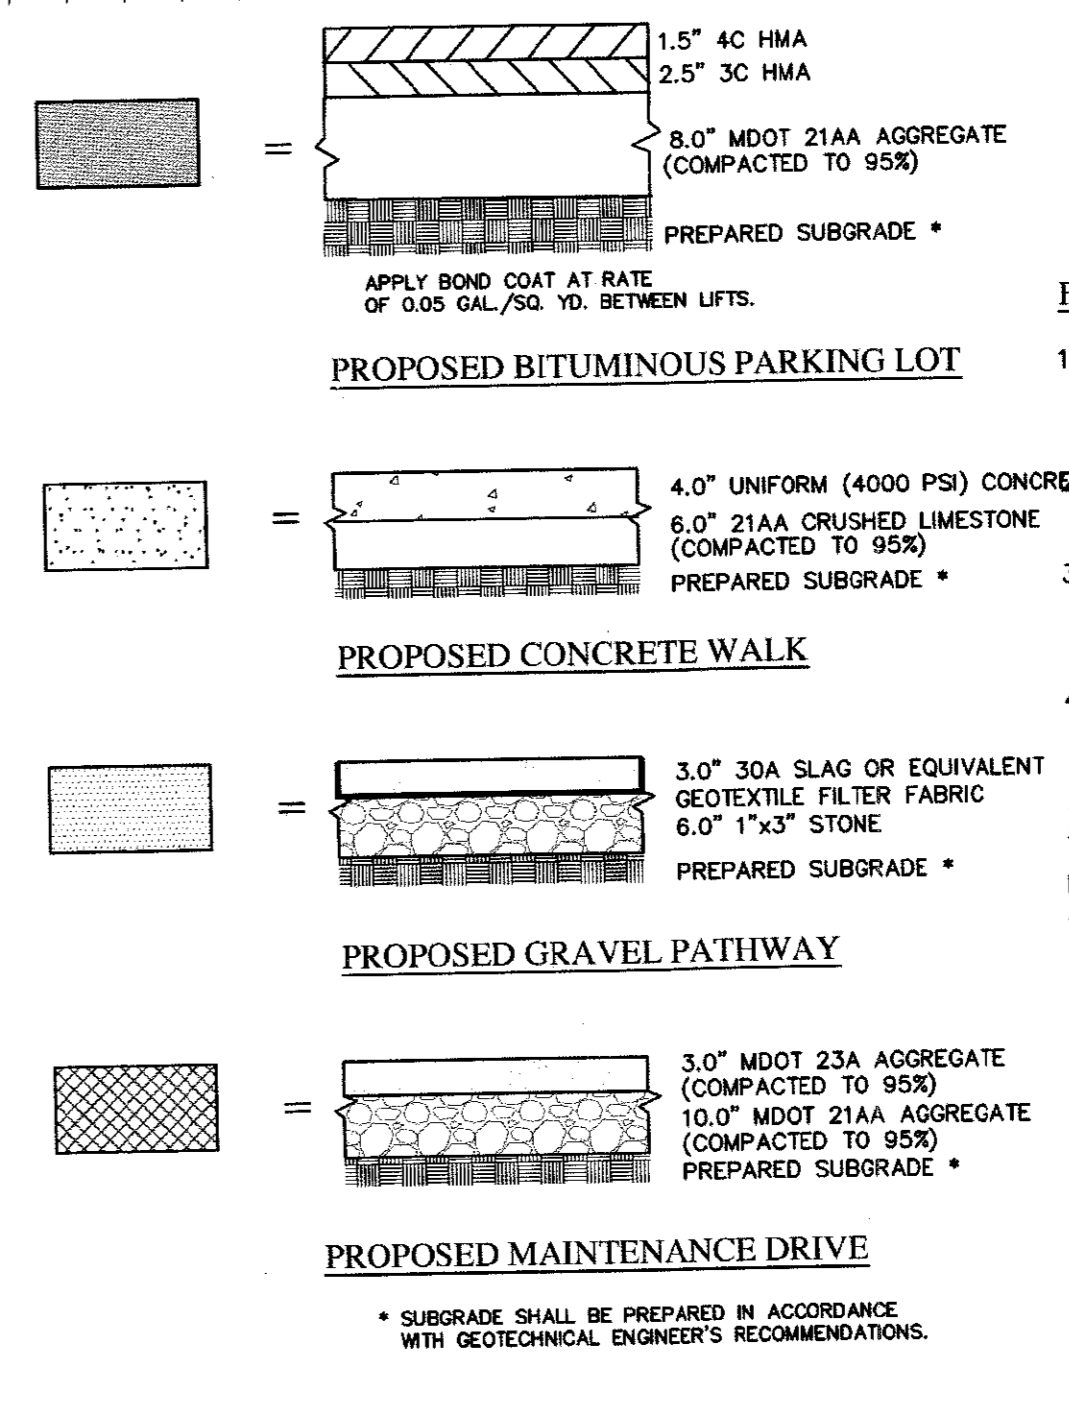 1.5" 4C HMA
2.5" 3C HMA
=
8.0" MDOT 21AA AGGREGATE
(COMPACTED TO 95%)
PREPARED SUBGRADE *
APPLY BOND COAT AT RATE
OF 0.05 GAL./SQ. YD. BETWEEN LIFTS.
PROPOSED BITUMINOUS PARKING LOT
1
=
4.0" UNIFORM (4000 PSI) CONCRE
6.0" 21AA CRUSHED LIMESTONE
(COMPACTED TO 95%)
PREPARED SUBGRADE *
PROPOSED CONCRETE WALK
=
3.0" 30A SLAG OR EQUIVALENT
GEOTEXTILE FILTER FABRIC
6.0" 1"x3" STONE
PREPARED SUBGRADE *
PROPOSED GRAVEL PATHWAY
=
3.0" MDOT 23A AGGREGATE
(COMPACTED TO 95%)
10.0" MDOT 21AA AGGREGATE
(COMPACTED TO 95%)
PREPARED SUBGRADE *
PROPOSED MAINTENANCE DRIVE
* SUBGRADE SHALL BE PREPARED IN ACCORDANCE
WITH GEOTECHNICAL ENGINEER'S RECOMMENDATIONS.